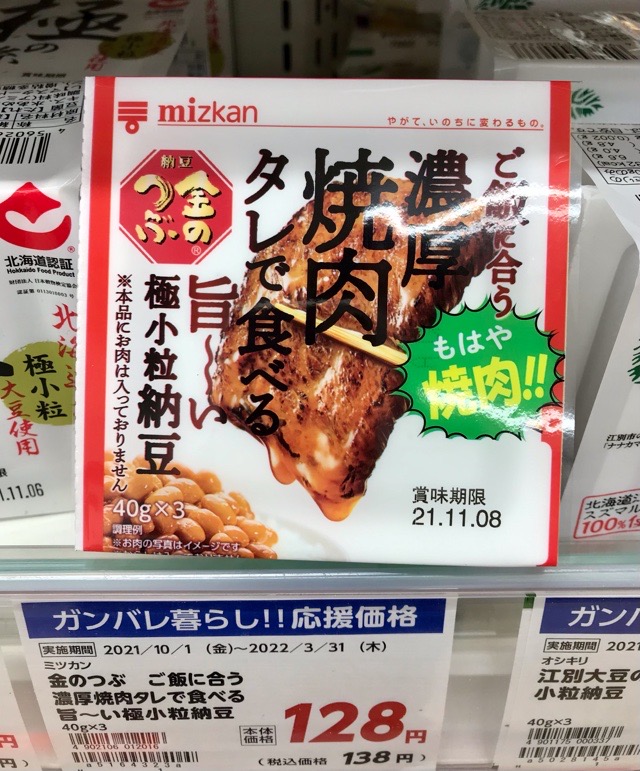 mizkan
やがて、いのちに変わるもの。
納豆
金の
つぶ
®
ご飯に合う
濃厚
焼肉
タレで食べる
旨〜い
極小粒納豆
※本品にお肉は入っておりません
もはや
焼肉!!
40g×3
調理例
※お肉の写真はイメージです
賞味期限
21.11.08
北海道認証
Hokkaido Food Product
極小粒
大豆使用
.11.06
ガンバレ暮らし!!応援価格
実施期間 2021/10/1 (金)〜2022/3/31 (木)
ミツカン
金のつぶ ご飯に合う
濃厚焼肉タレで食べる
旨〜い極小粒納豆
40g×3
4902106012016
a51643223a
本体価格 128円
(税込価格 138円)
ガンバ
実施期間 2021
オシキリ
江別大豆の
小粒納豆
40g×3
4901175000337
a5028145a
北海道
スズマル
100%使